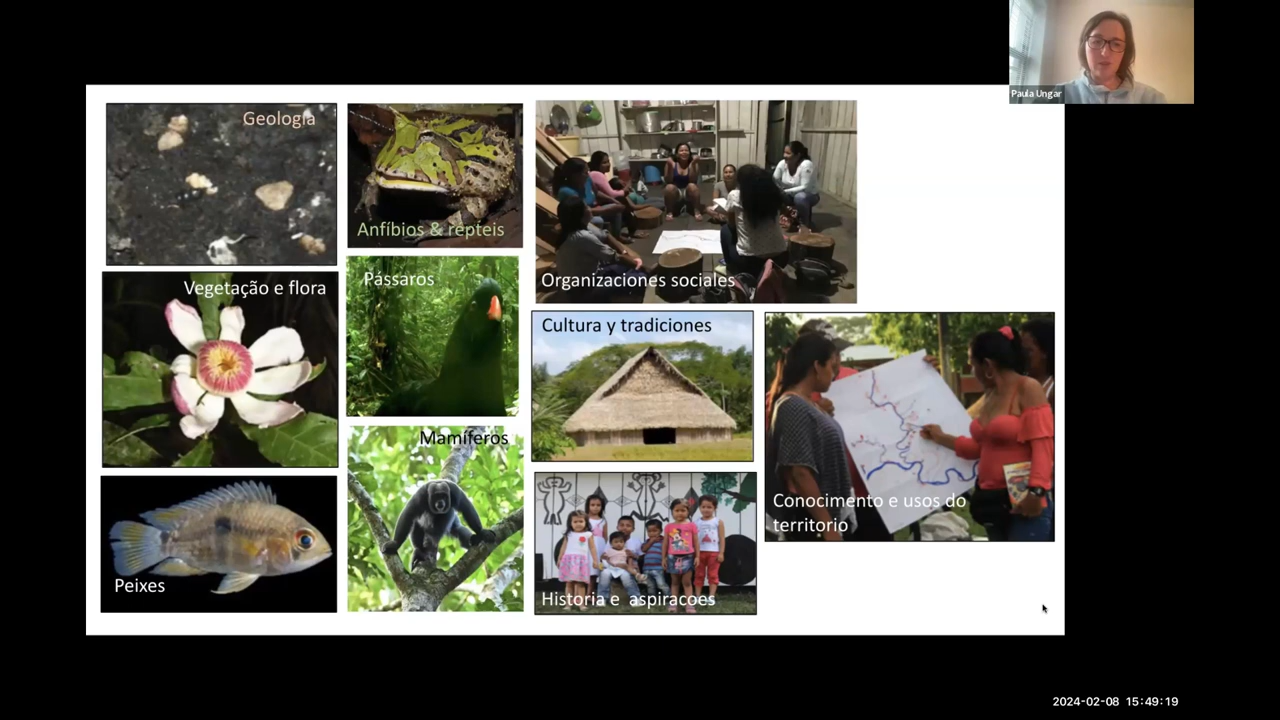 Paula Ungar
Geologia
Anfíbios & répteis
Organizaciones sociales
Vegetação e flora
Pássaros
Cultura y tradiciones
Mamíferos
Conocimento e usos do
territorio
Peixes
Historia e aspiracoes
2024-02-08 15:49:19